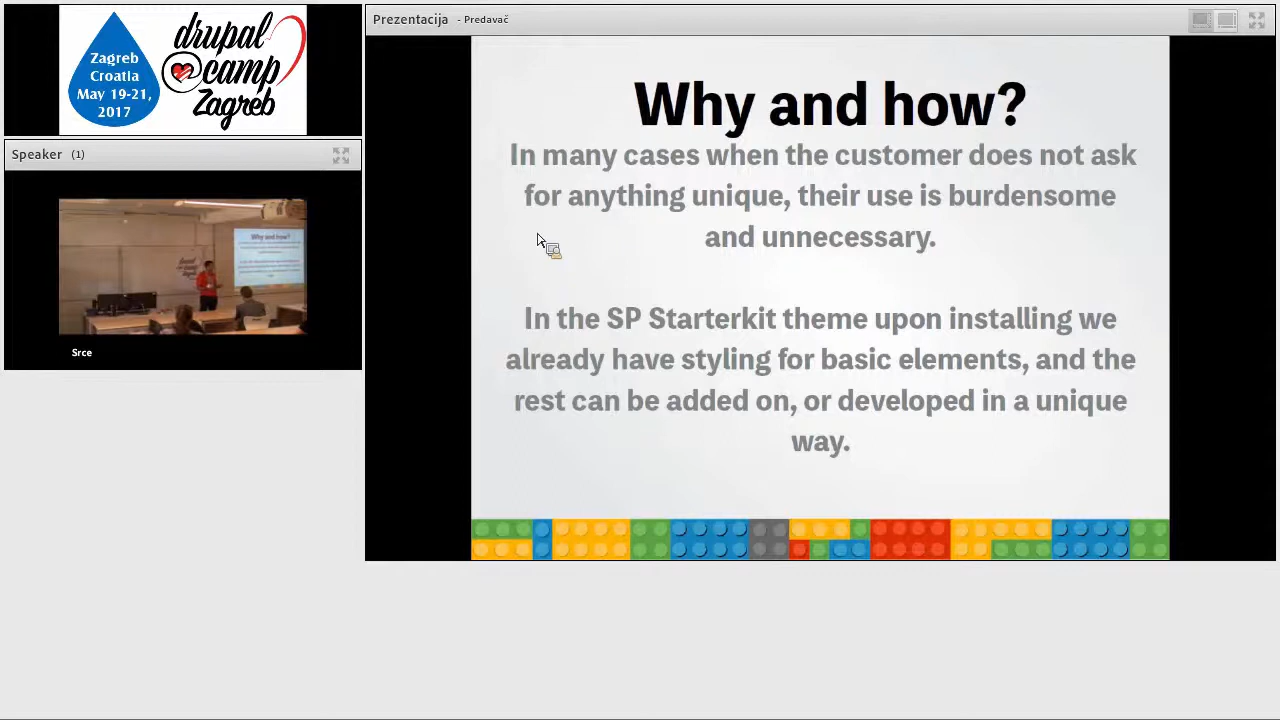 Zagreb
Croatia
May 19-21,
2017
drupal
camp
Zagreb
Speaker (1)
Why and how?
Srce
Prezentacija - Predavač
Why and how?
In many cases when the customer does not ask
for anything unique, their use is burdensome
and unnecessary.
In the SP Starterkit theme upon installing we
already have styling for basic elements, and the
rest can be added on, or developed in a unique
way.